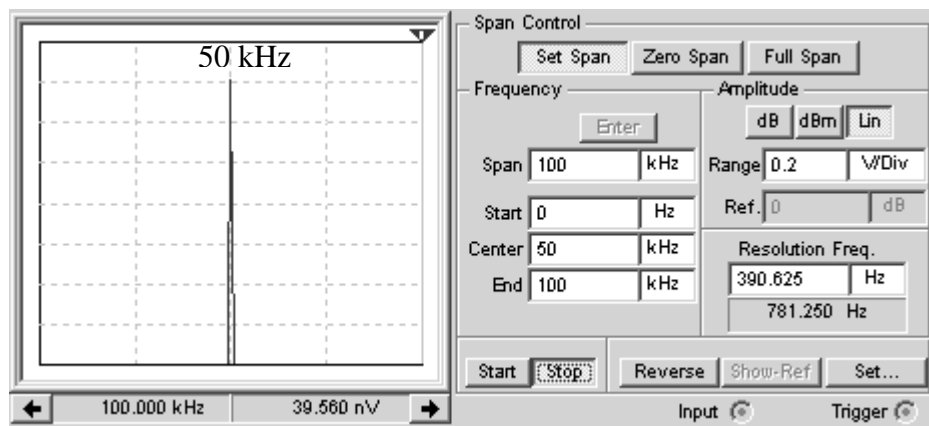 50 kHz
100.000 kHz 39.560 nV
Span Control
Set Span Zero Span Full Span
Frequency
Enter
Span 100 kHz
Start 0 Hz
Center 50 kHz
End 100 kHz
Amplitude
dB dBm Lin
Range 0.2 V/Div
Ref. 0 dB
Resolution Freq.
390.625 Hz
781.250 Hz
Start Stop Reverse Show-Ref Set...
Input Trigger